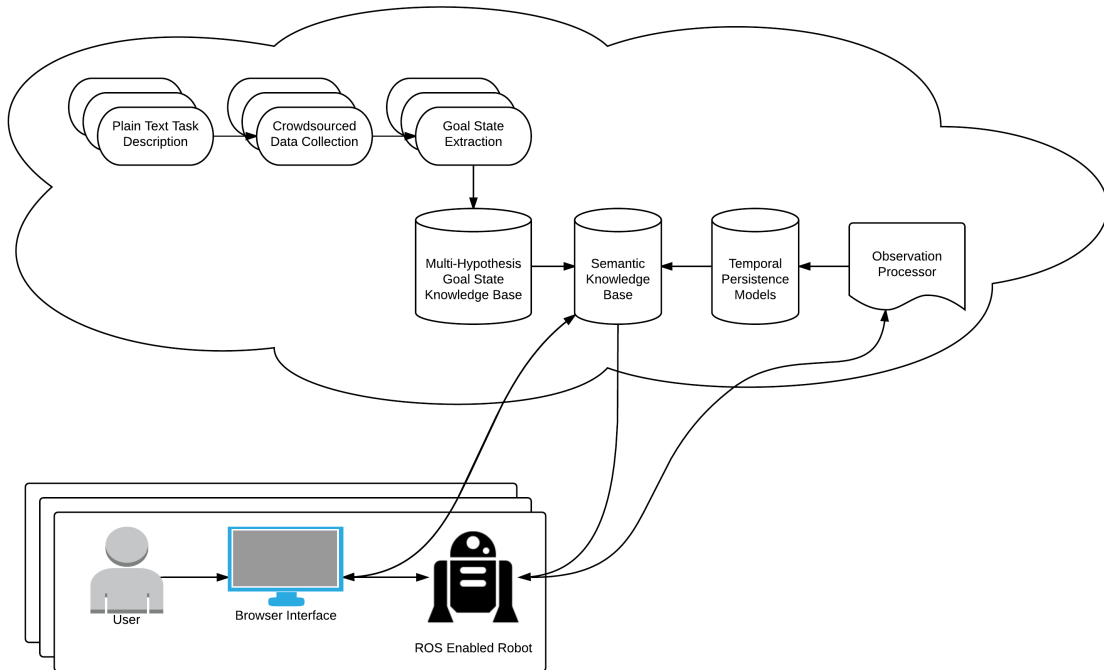 Plain Text Task
Description
Crowdsourced
Data Collection
Goal State
Extraction
Multi-Hypothesis
Goal State
Knowledge Base
Semantic
Knowledge
Base
Temporal
Persistence
Models
Observation
Processor
User
Browser Interface
ROS Enabled Robot